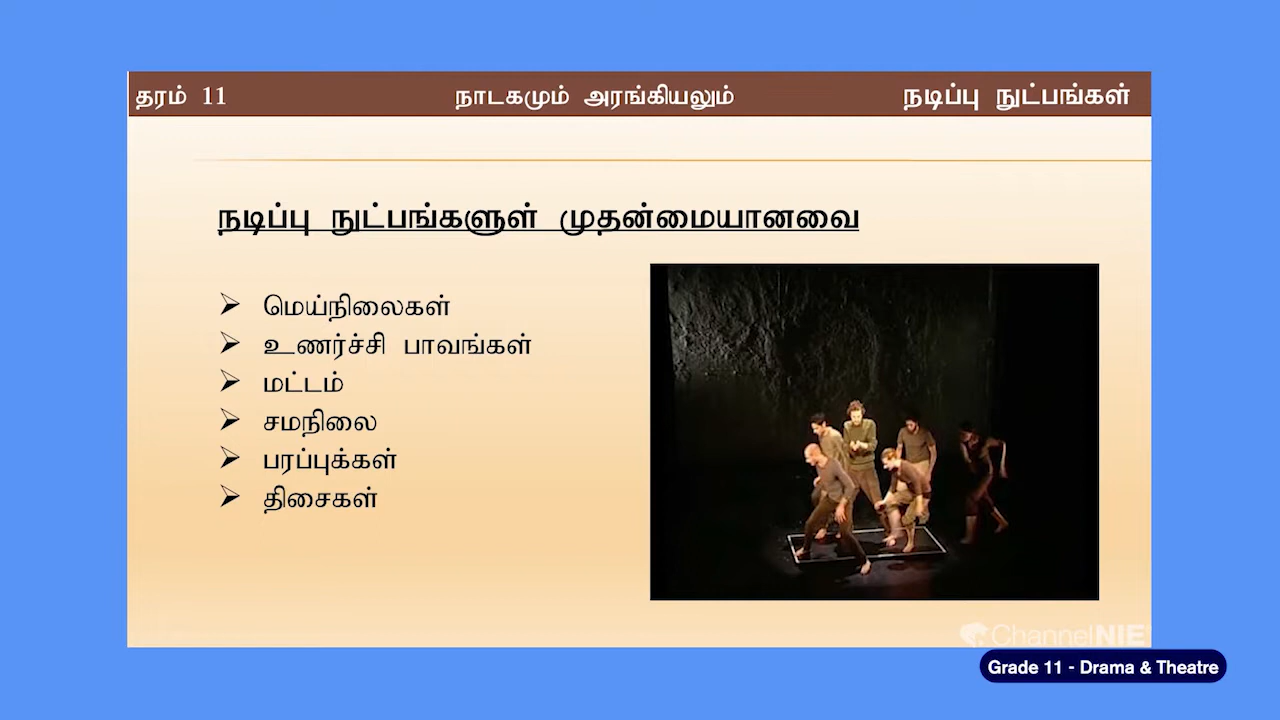 தரம் 11 நாடகமும் அரங்கியலும் நடிப்பு நுட்பங்கள்
நடிப்பு நுட்பங்களுள் முதன்மையானவை
➢ மெய்நிலைகள்
➢ உணர்ச்சி பாவங்கள்
➢ மட்டம்
➢ சமநிலை
➢ பரப்புக்கள்
➢ திசைகள்
ChannelNIE
Grade 11 - Drama & Theatre